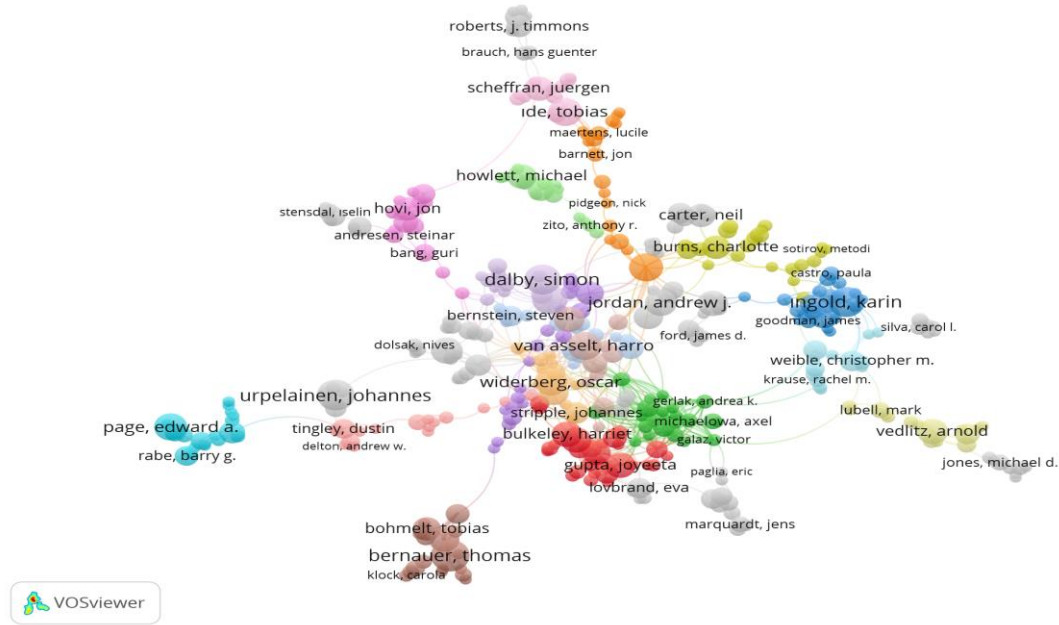 roberts, j. timmons
brauch, hans guenter
scheffran, juergen
ıde, tobias
maertens, lucile
barnett, jon
howlett, michael
pidgeon, nick
stensdal, ıselin
hovi, jon
carter, neil
zito, anthony r.
andresen, steinar
burns, charlotte
sotirov, metodi
bang, guri
castro, paula
dalby, simon
jordan, andrew j.
ıngold, karin
bernstein, steven
goodman, james
silva, carol l.
ford, james d.
dolsak, nives
van asselt, harro
weible, christopher m.
krause, rachel m.
widerberg, oscar
urpelainen, johannes
gerlak, andrea k.
lubell, mark
stripple, johannes
michaelowa, axel
page, edward a.
tingley, dustin
bulkeley, harriet
vedlitz, arnold
galaz, victor
delton, andrew w.
rabe, barry g.
jones, michael d.
gupta, joyeeta
paglia, eric
lovbrand, eva
marquardt, jens
bohmelt, tobias
bernauer, thomas
klock, carola
VOSviewer